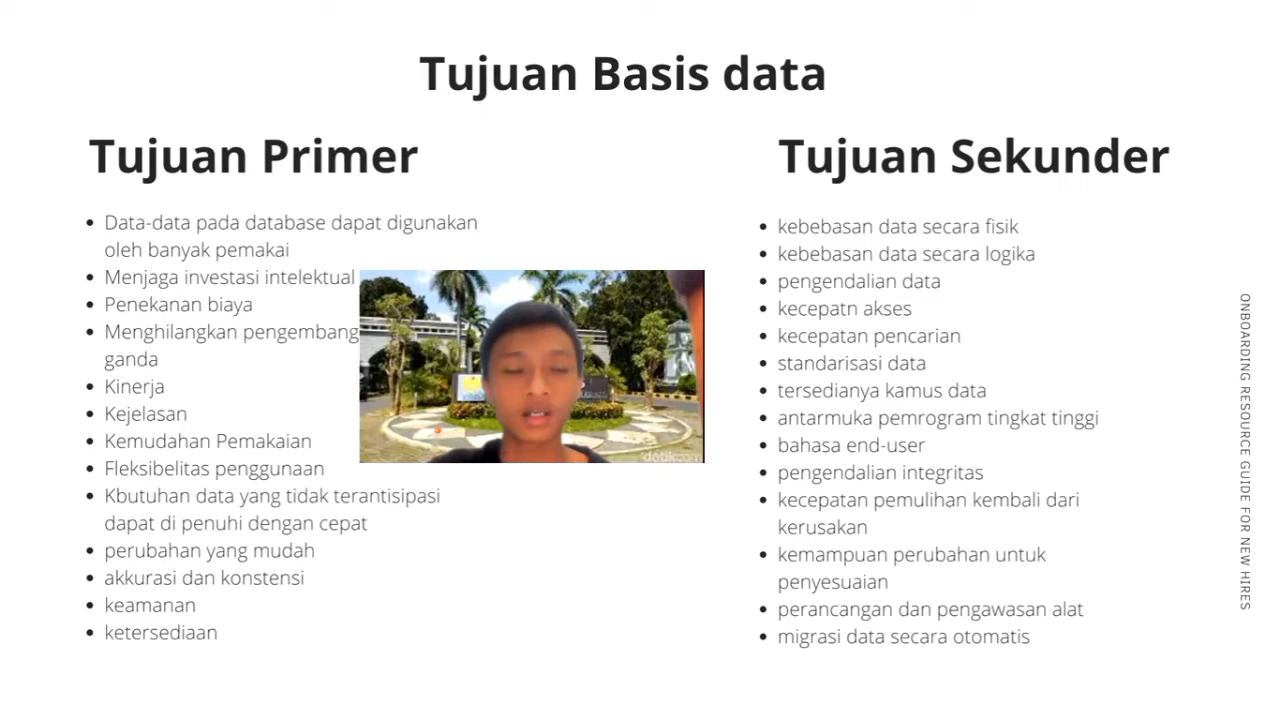 Tujuan Basis data
Tujuan Primer
Data-data pada database dapat digunakan
oleh banyak pemakai
Menjaga investasi intelektual
Penekanan biaya
Menghilangkan pengembang
ganda
Kinerja
Kejelasan
Kemudahan Pemakaian
Fleksibelitas penggunaan
Kbutuhan data yang tidak terantisipasi
dapat di penuhi dengan cepat
perubahan yang mudah
akkurasi dan konstensi
keamanan
ketersediaan
Tujuan Sekunder
kebebasan data secara fisik
kebebasan data secara logika
pengendalian data
kecepatn akses
kecepatan pencarian
standarisasi data
tersedianya kamus data
antarmuka pemrogram tingkat tinggi
bahasa end-user
pengendalian integritas
kecepatan pemulihan kembali dari
kerusakan
kemampuan perubahan untuk
penyesuaian
perancangan dan pengawasan alat
migrasi data secara otomatis
ONBOARDING RESOURCE GUIDE FOR NEW HIRES